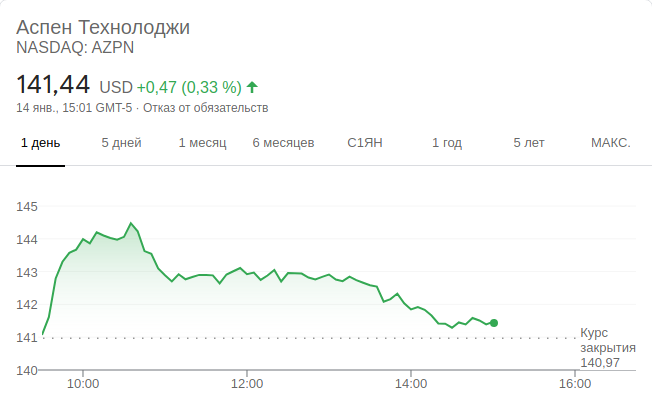 Аспен Технолоджи
NASDAQ: AZPN
141,44 USD +0,47 (0,33 %)
14 янв., 15:01 GMT-5 · Отказ от обязательств
1 день 5 дней 1 месяц 6 месяцев С1ЯН 1 год 5 лет МАКС.
145
144
143
142
141
140
Курс
закрытия
140,97
10:00 12:00 14:00 16:00